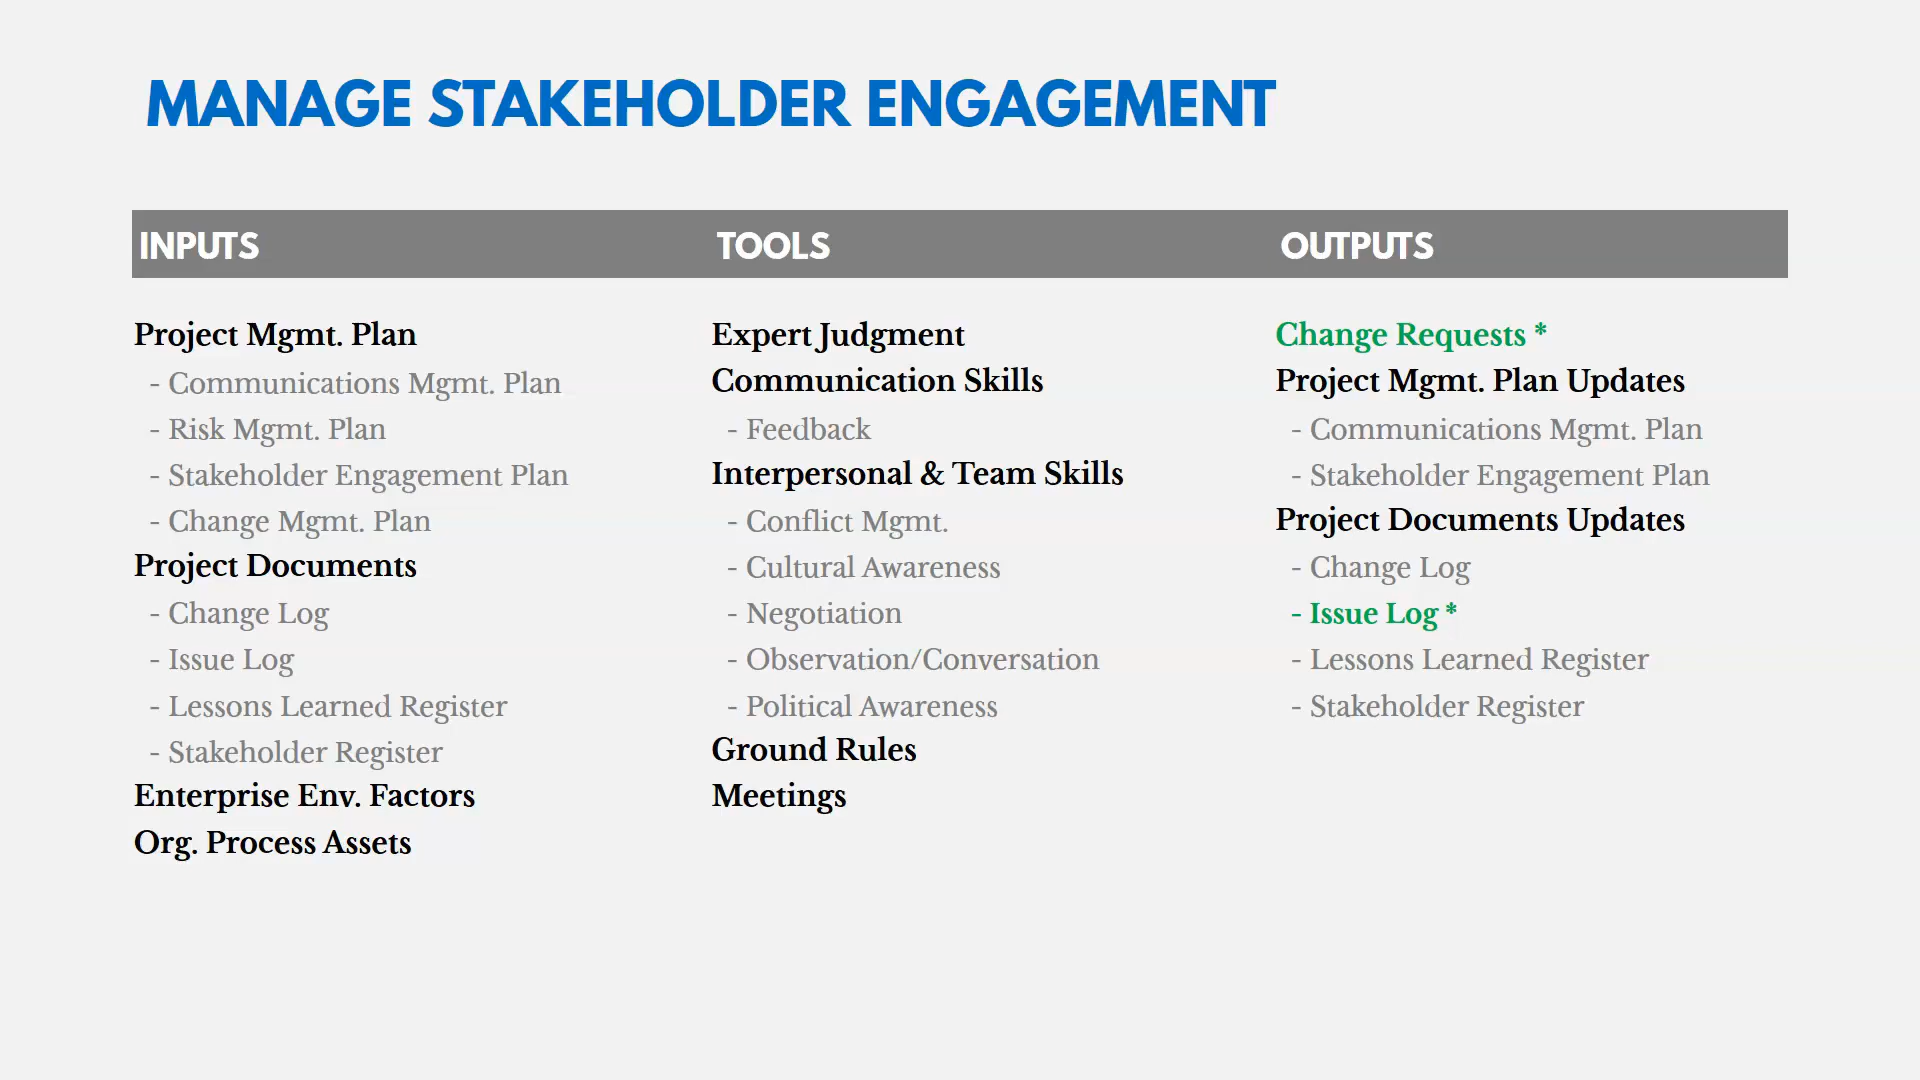 MANAGE STAKEHOLDER ENGAGEMENT
INPUTS
Project Mgmt. Plan
- Communications Mgmt. Plan
- Risk Mgmt. Plan
- Stakeholder Engagement Plan
- Change Mgmt. Plan
Project Documents
- Change Log
- Issue Log
- Lessons Learned Register
- Stakeholder Register
Enterprise Env. Factors
Org. Process Assets
TOOLS
Expert Judgment
Communication Skills
- Feedback
Interpersonal & Team Skills
- Conflict Mgmt.
- Cultural Awareness
- Negotiation
- Observation/Conversation
- Political Awareness
Ground Rules
Meetings
OUTPUTS
Change Requests *
Project Mgmt. Plan Updates
- Communications Mgmt. Plan
- Stakeholder Engagement Plan
Project Documents Updates
- Change Log
- Issue Log *
- Lessons Learned Register
- Stakeholder Register